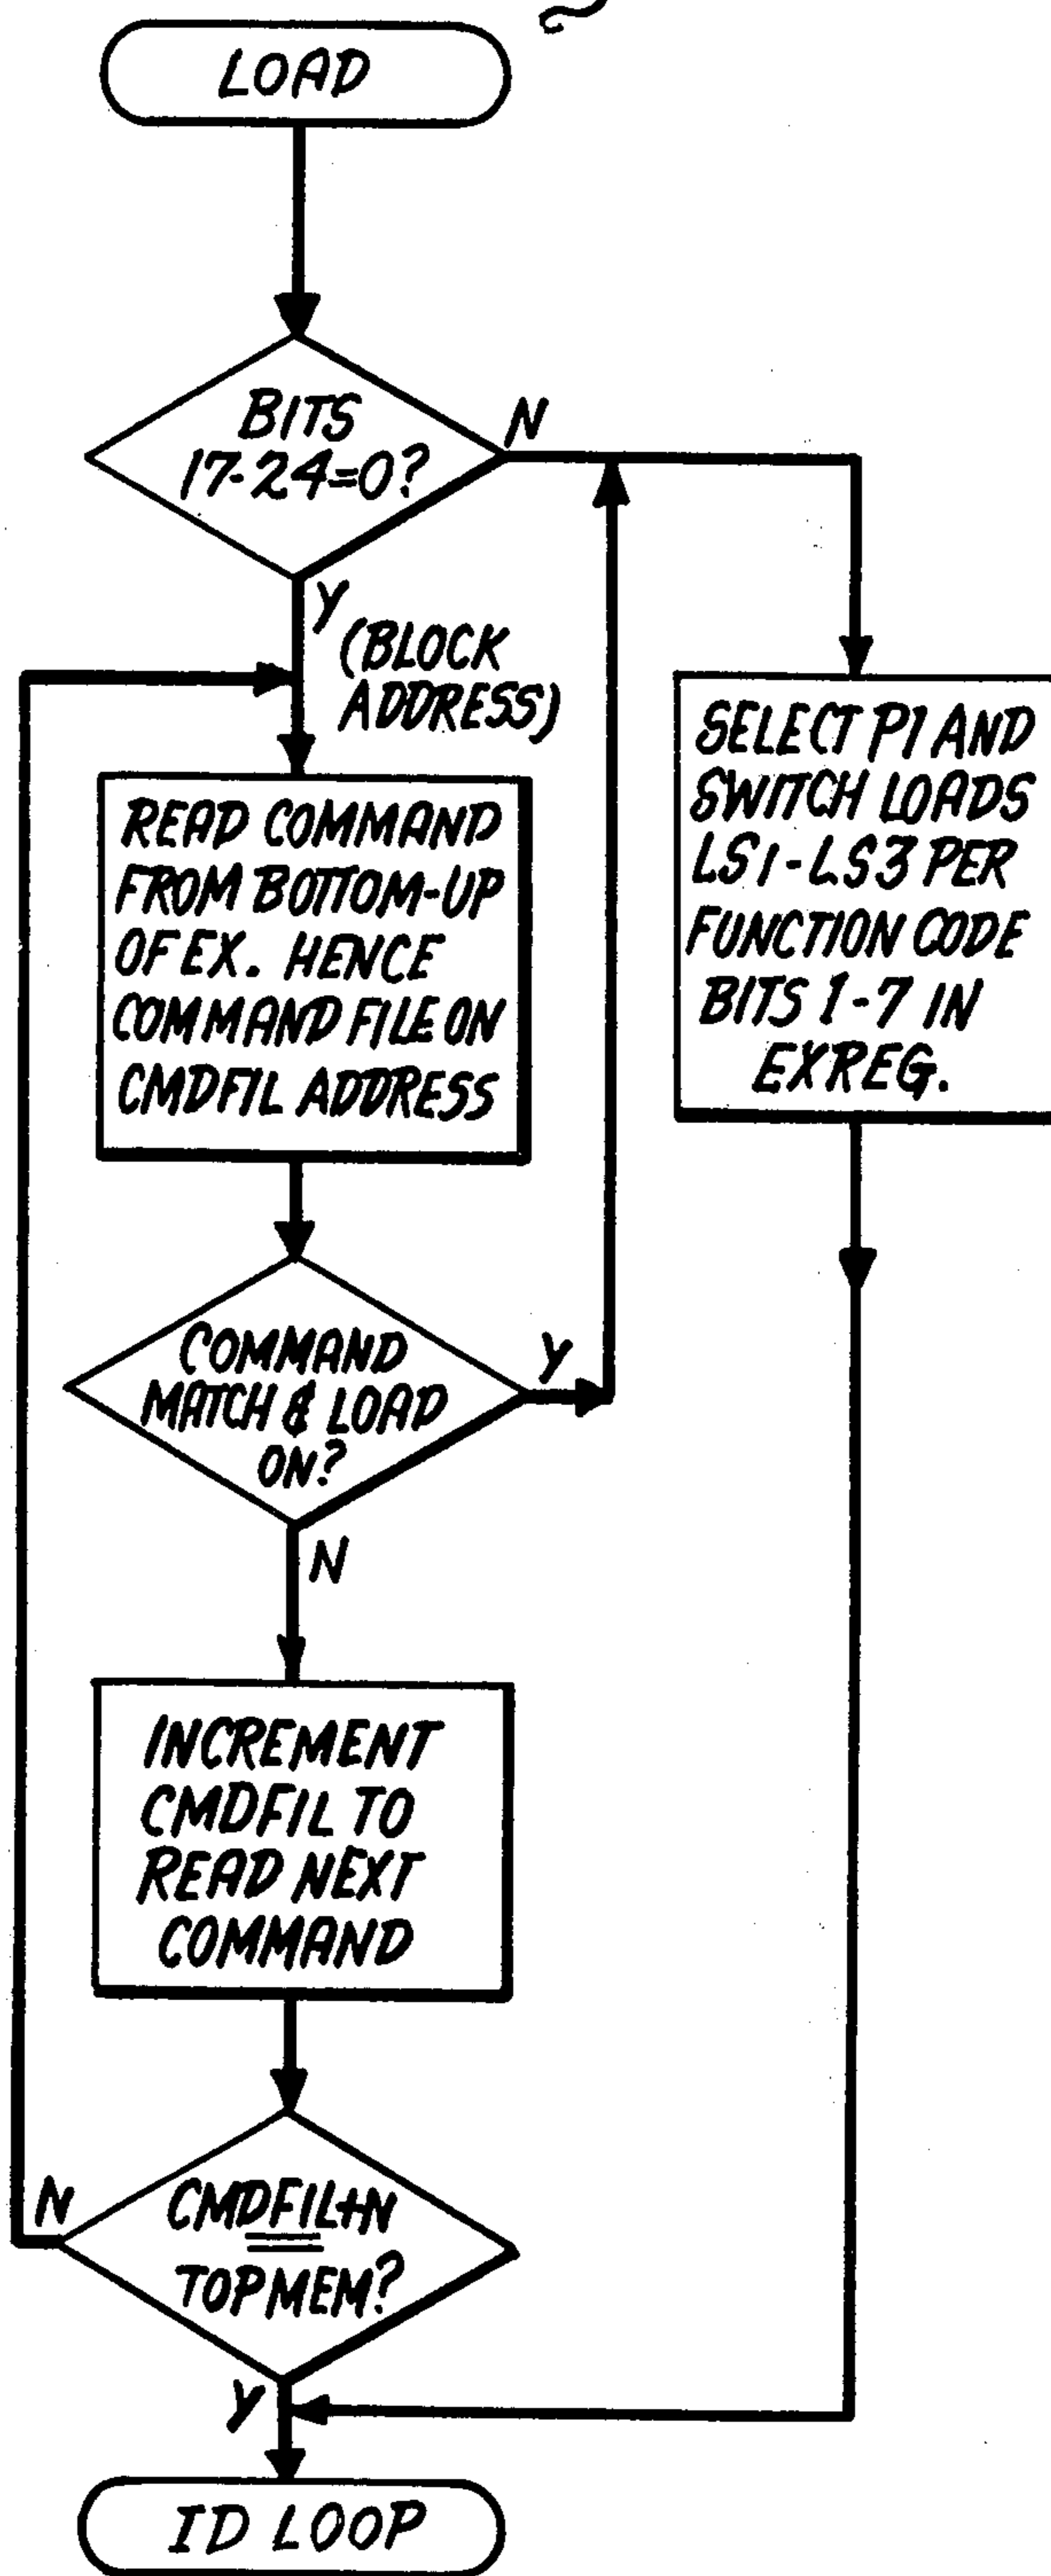 LOAD
BITS
17-24=0?
N
Y
(BLOCK
ADDRESS)
READ COMMAND
FROM BOTTOM-UP
OF EX. HENCE
COMMAND FILE ON
CMDFIL ADDRESS
SELECT P1 AND
SWITCH LOADS
LS1-LS3 PER
FUNCTION CODE
BITS 1-7 IN
EXREG.
COMMAND
MATCH & LOAD
ON?
Y
N
INCREMENT
CMDFIL TO
READ NEXT
COMMAND
CMDFIL+N
=
TOPMEM?
N
Y
ID LOOP